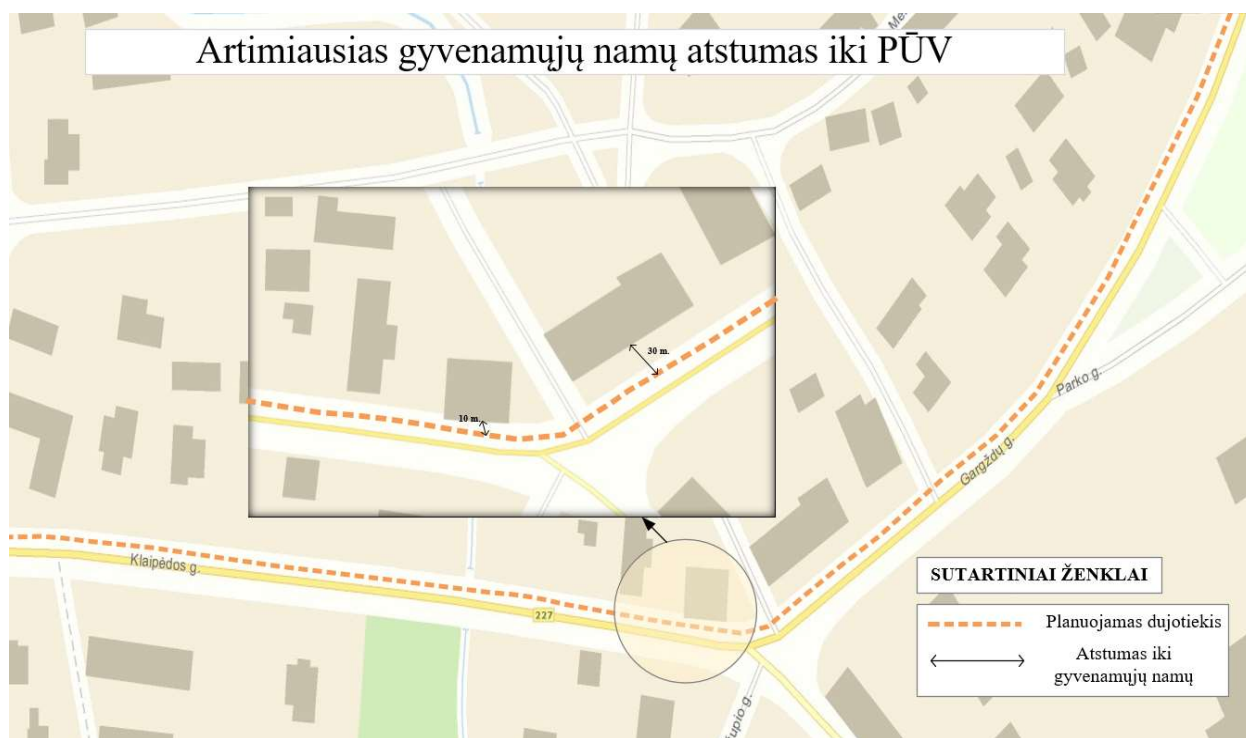 Artimiausias gyvenamųjų namų atstumas iki PŪV
30 m.
10 m.
Parko g.
Gargždų g.
Klaipėdos g.
227
SUTARTINIAI ŽENKLAI
Planuojamas dujotiekis
Atstumas iki
gyvenamųjų namų